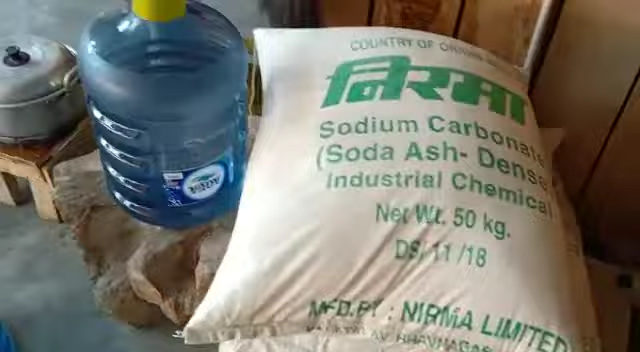 COUNTRY OF ORIGIN
निरमा
Sodium Carbonate
(Soda Ash- Dense
Industrial Chemical
Net Wt. 50 kg.
DS/11/18
MFD.BY : NIRMA LIMITED
BHAVNAGAR